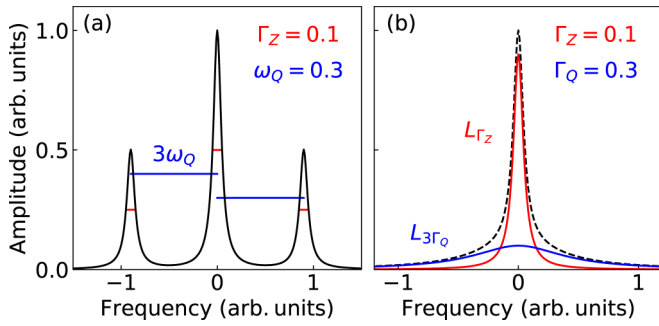 (a)
Γ_Z = 0.1
ω_Q = 0.3
3ω_Q
1.0
0.5
0.0
Amplitude (arb. units)
−1
0
1
Frequency (arb. units)
(b)
Γ_Z = 0.1
Γ_Q = 0.3
L_{Γ_Z}
L_{3Γ_Q}
−1
0
1
Frequency (arb. units)